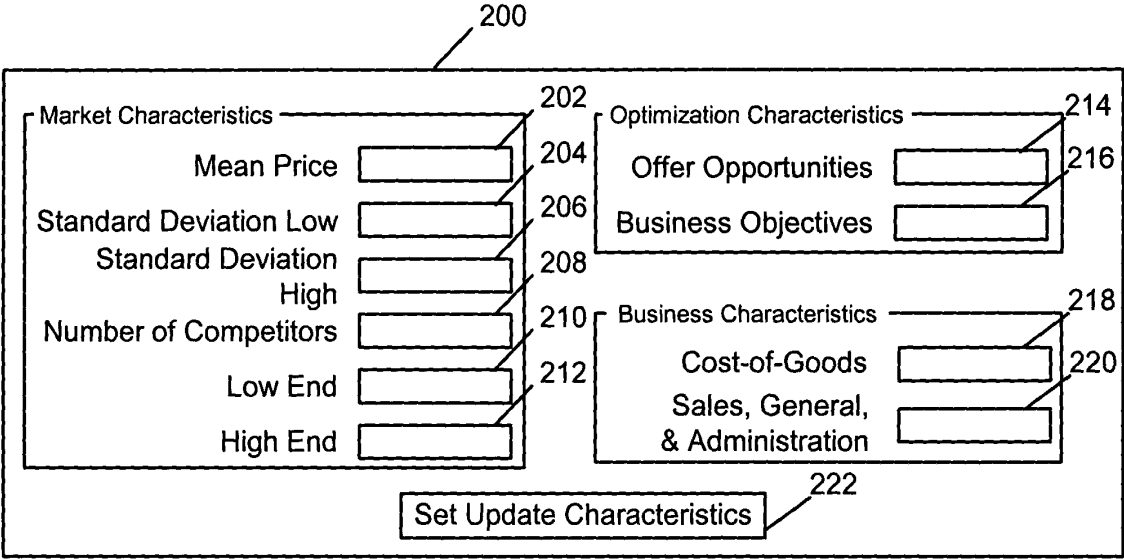 200
Market Characteristics
202
Mean Price
204
Standard Deviation Low
206
Standard Deviation
High
208
Number of Competitors
210
Low End
212
High End
Optimization Characteristics
214
Offer Opportunities
216
Business Objectives
Business Characteristics
218
Cost-of-Goods
220
Sales, General,
& Administration
222
Set Update Characteristics